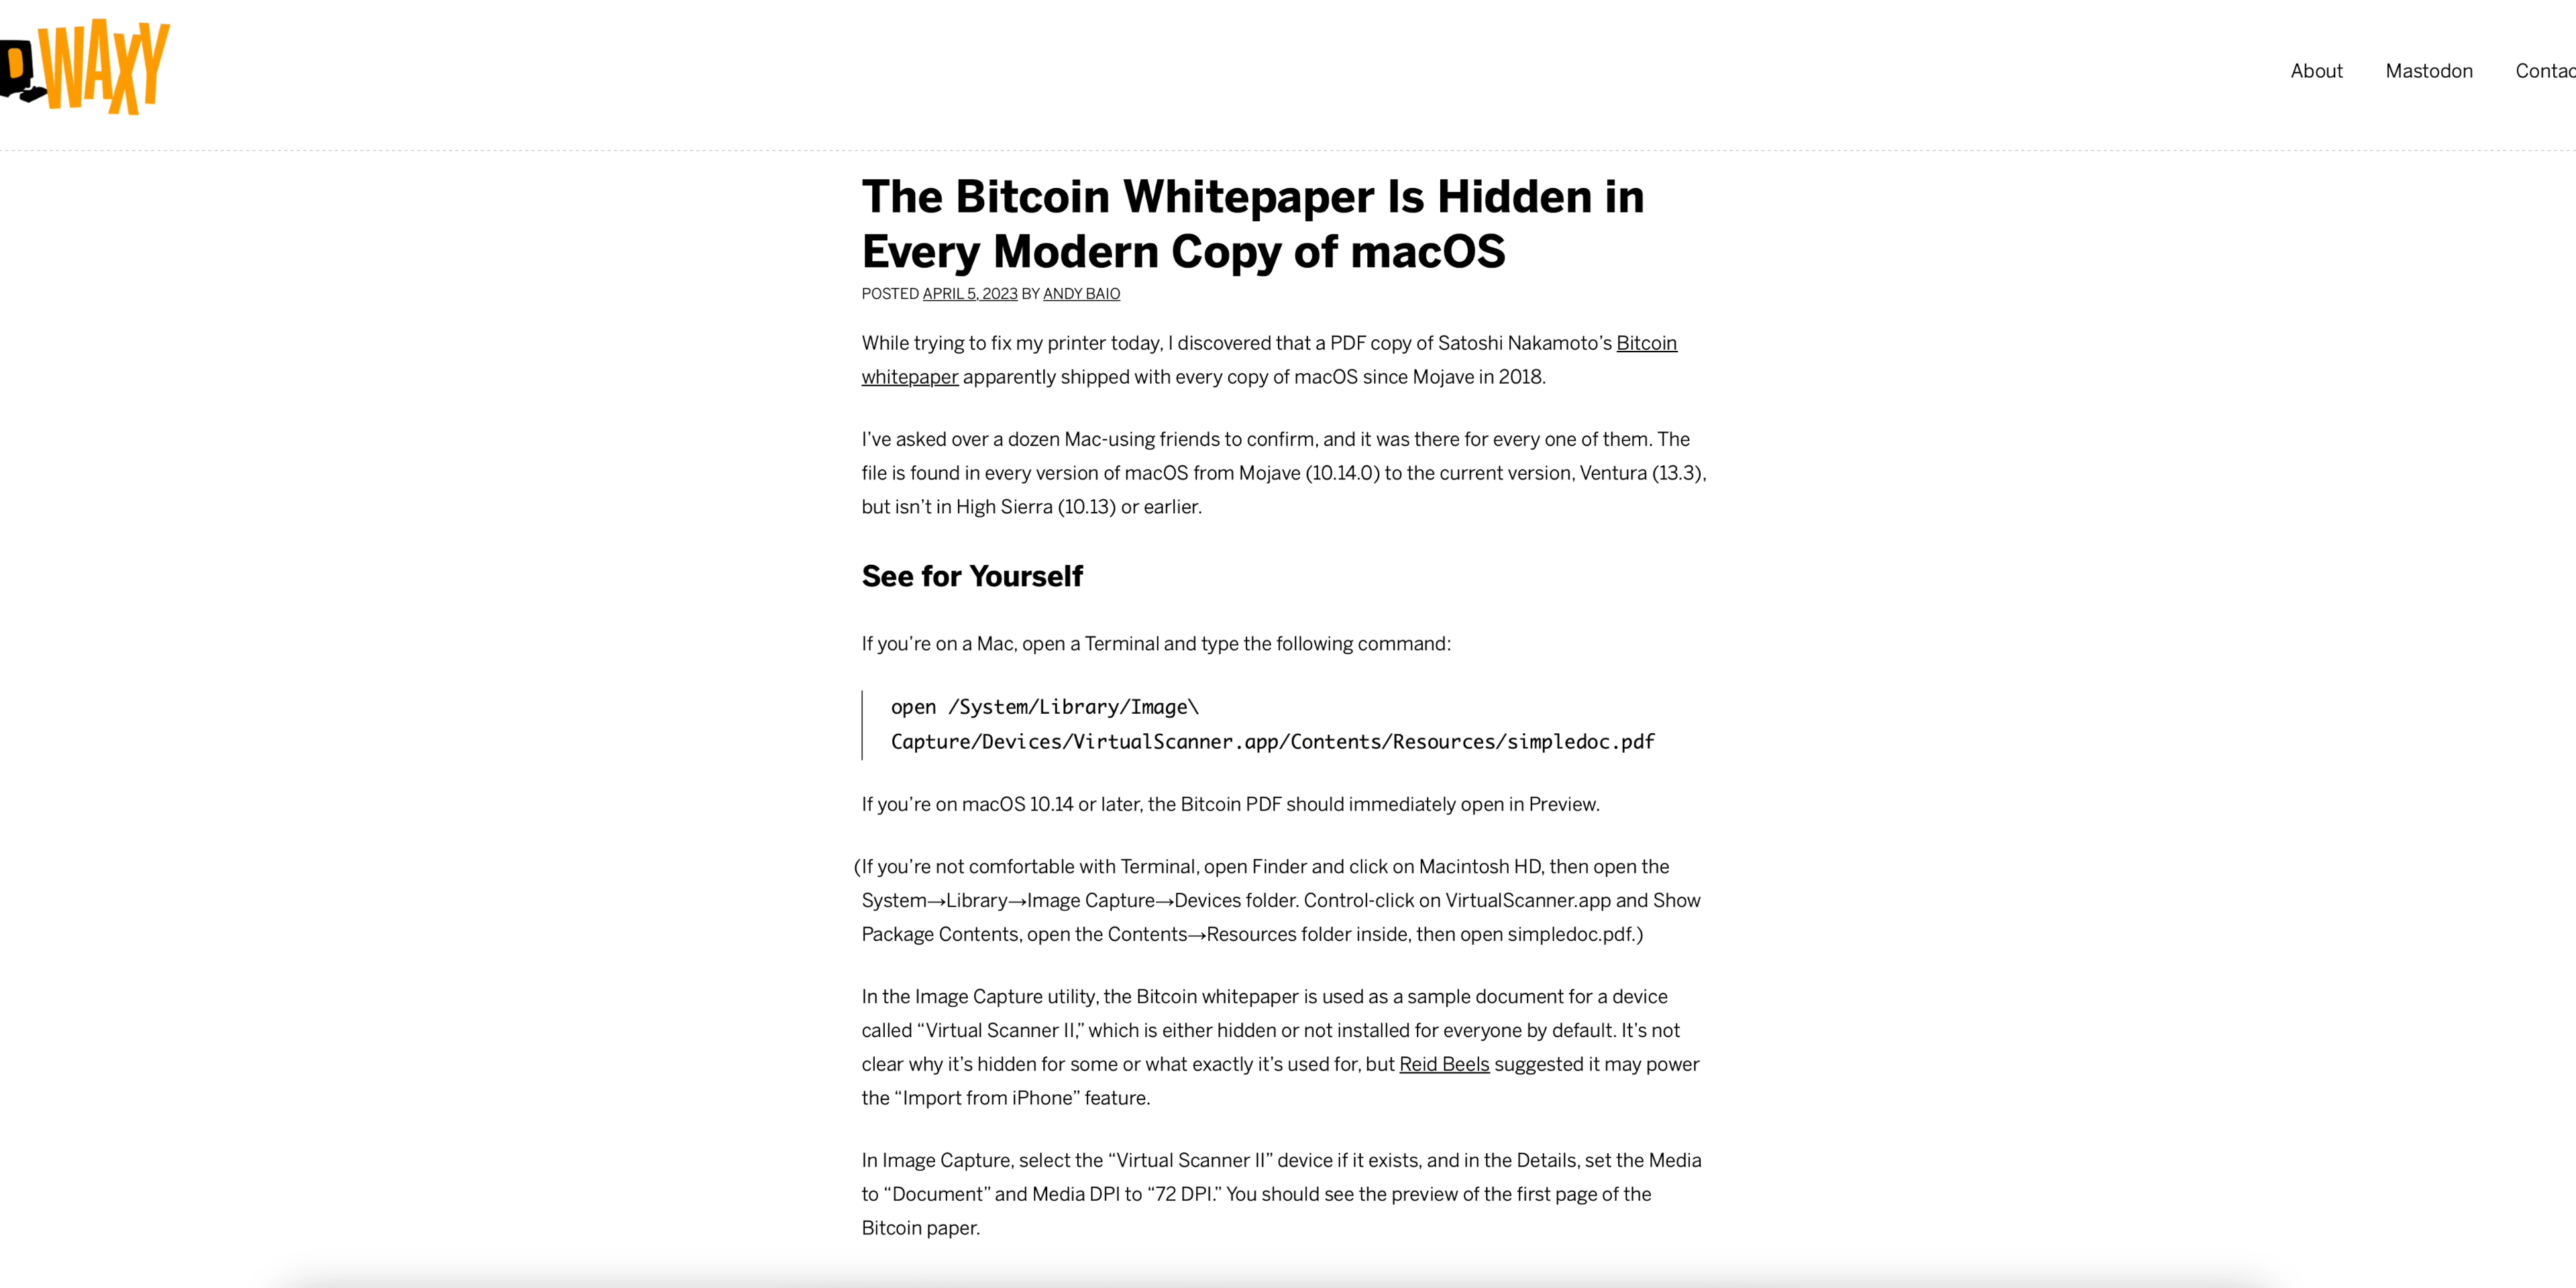 WAXY
About Mastodon Contac
The Bitcoin Whitepaper Is Hidden in
Every Modern Copy of macOS
POSTED APRIL 5, 2023 BY ANDY BAIO
While trying to fix my printer today, I discovered that a PDF copy of Satoshi Nakamoto’s Bitcoin
whitepaper apparently shipped with every copy of macOS since Mojave in 2018.
I’ve asked over a dozen Mac-using friends to confirm, and it was there for every one of them. The
file is found in every version of macOS from Mojave (10.14.0) to the current version, Ventura (13.3),
but isn’t in High Sierra (10.13) or earlier.
See for Yourself
If you’re on a Mac, open a Terminal and type the following command:
open /System/Library/Image\
Capture/Devices/VirtualScanner.app/Contents/Resources/simpledoc.pdf
If you’re on macOS 10.14 or later, the Bitcoin PDF should immediately open in Preview.
(If you’re not comfortable with Terminal, open Finder and click on Macintosh HD, then open the
System→Library→Image Capture→Devices folder. Control-click on VirtualScanner.app and Show
Package Contents, open the Contents→Resources folder inside, then open simpledoc.pdf.)
In the Image Capture utility, the Bitcoin whitepaper is used as a sample document for a device
called “Virtual Scanner II,” which is either hidden or not installed for everyone by default. It’s not
clear why it’s hidden for some or what exactly it’s used for, but Reid Beels suggested it may power
the “Import from iPhone” feature.
In Image Capture, select the “Virtual Scanner II” device if it exists, and in the Details, set the Media
to “Document” and Media DPI to “72 DPI.” You should see the preview of the first page of the
Bitcoin paper.